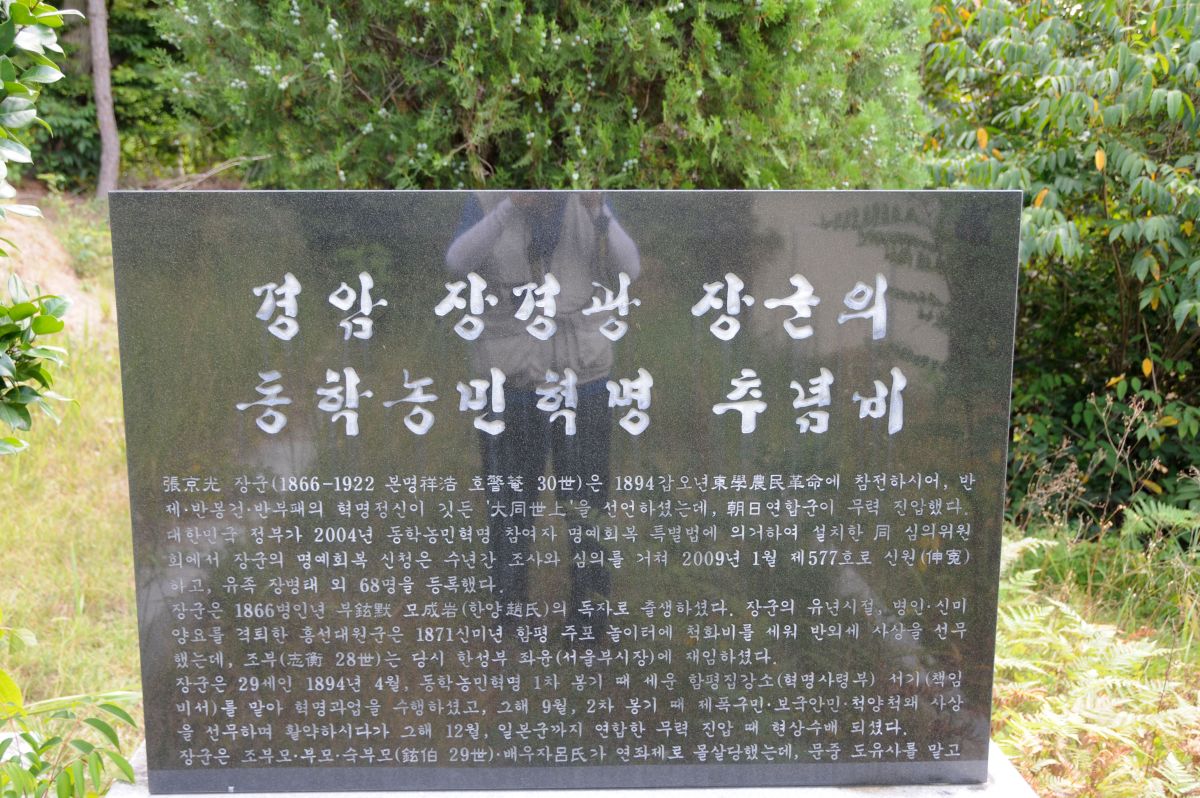 경암 장경광 장군의
동학농민혁명 추념비
張京光 장군(1866-1922 본명祥浩 호警菴 30世)은 1894갑오년東學農民革命에 참전하시어, 반
제·반봉건·반부패의 혁명정신이 깃든 '大同世上'을 선언하셨는데, 朝日연합군이 무력 진압했다.
대한민국 정부가 2004년 동학농민혁명 참여자 명예회복 특별법에 의거하여 설치한 同 심의위원
회에서 장군의 명예회복 신청은 수년간 조사와 심의를 거쳐 2009년 1월 제577호로 신원(伸寃)
하고, 유족 장병태 외 68명을 등록했다.
장군은 1866병인년 부鉉默 모成岩(한양趙氏)의 독자로 출생하셨다. 장군의 유년시절, 병인·신미
양요를 격퇴한 흥선대원군은 1871신미년 함평 주포 놀이터에 척화비를 세워 반외세 사상을 선무
했는데, 조부(志衡 28世)는 당시 한성부 좌윤(서울부시장)에 재임하셨다.
장군은 29세인 1894년 4월, 동학농민혁명 1차 봉기 때 세운 함평집강소(혁명사령부) 서기(책임
비서)를 맡아 혁명과업을 수행하셨고, 그해 9월, 2차 봉기 때 제폭구민·보국안민·척양척왜 사상
을 선무하며 활약하시다가 그해 12월, 일본군까지 연합한 무력 진압 때 현상수배 되셨다.
장군은 조부모·부모·숙부모(鉉伯 29世)·배우자呂氏가 연좌제로 몰살당했는데, 문중 도유사를 맡고